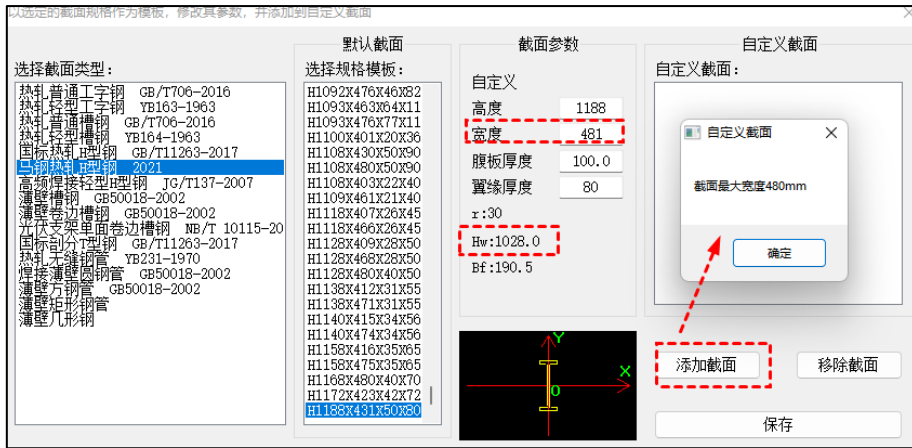 以选定的截面规格作为模板，修改其参数，并添加到自定义截面
选择截面类型：
热轧普通工字钢 GB/T706-2016
热轧轻型工字钢 YB163-1963
热轧普通槽钢 GB/T706-2016
热轧轻型槽钢 YB164-1963
国标热轧H型钢 GB/T11263-2017
马钢热轧H型钢 2021
高频焊接轻型H型钢 JG/T137-2007
薄壁槽钢 GB50018-2002
薄壁卷边槽钢 GB50018-2002
光伏支架单面卷边槽钢 NB/T 10115-20
国标剖分T型钢 GB/T11263-2017
热轧无缝钢管 YB231-1970
焊接薄壁圆钢管 GB50018-2002
薄壁方钢管 GB50018-2002
薄壁矩形钢管
薄壁几形钢
默认截面
选择规格模板：
H1092X476X46X82
H1093X463X64X11
H1093X476X77X11
H1100X401X20X36
H1108X430X50X90
H1108X480X50X90
H1108X403X22X40
H1109X461X21X40
H1118X407X26X45
H1118X466X26X45
H1128X409X28X50
H1128X468X28X50
H1128X480X40X50
H1138X412X31X55
H1138X471X31X55
H1140X415X34X56
H1140X474X34X56
H1158X416X35X65
H1158X475X35X65
H1168X480X40X70
H1172X423X42X72
H1188X431X50X80
截面参数
自定义
高度 1188
宽度 481
腹板厚度 100.0
翼缘厚度 80
r:30
Hw:1028.0
Bf:190.5
Y
X
0
自定义截面
自定义截面：
自定义截面
截面最大宽度480mm
确定
添加截面 移除截面
保存